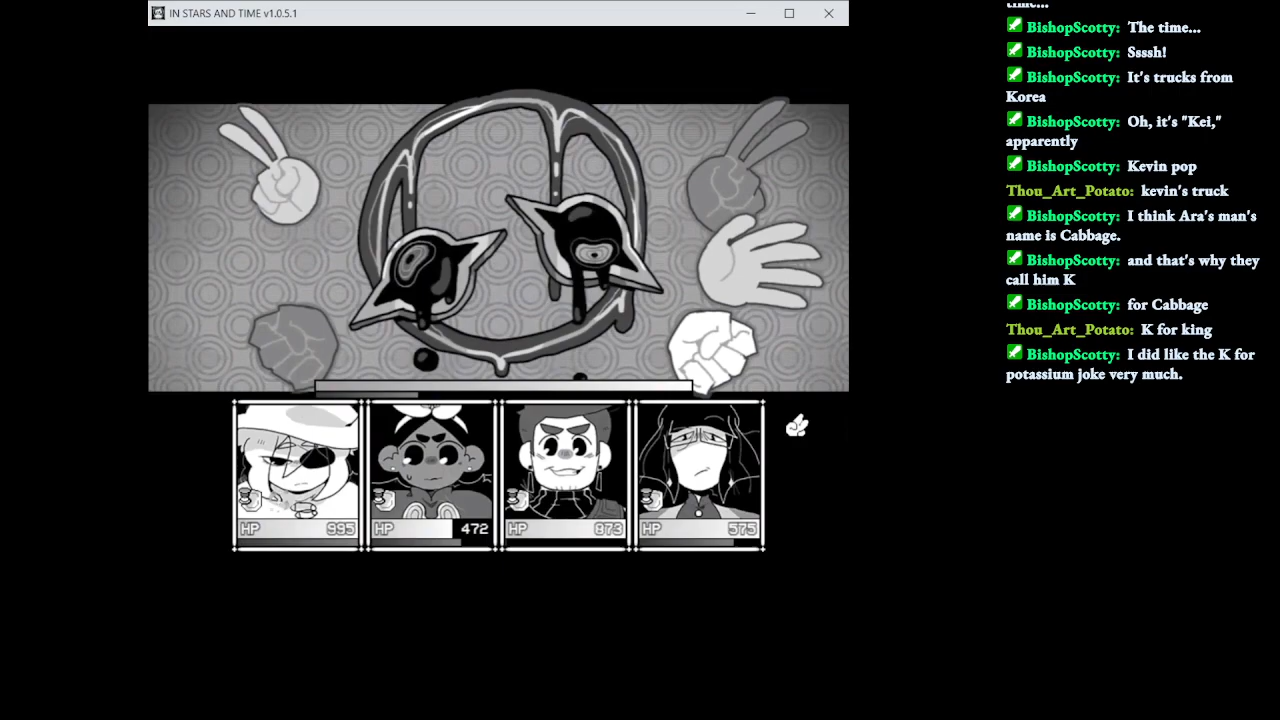 IN STARS AND TIME v1.0.5.1
BishopScotty: The time...
BishopScotty: Ssssh!
BishopScotty: It's trucks from
Korea
BishopScotty: Oh, it's "Kei,"
apparently
BishopScotty: Kevin pop
Thou_Art_Potato: kevin's truck
BishopScotty: I think Ara's man's
name is Cabbage.
BishopScotty: and that's why they
call him K
BishopScotty: for Cabbage
Thou_Art_Potato: K for king
BishopScotty: I did like the K for
potassium joke very much.
HP 995
HP 472
HP 873
HP 575